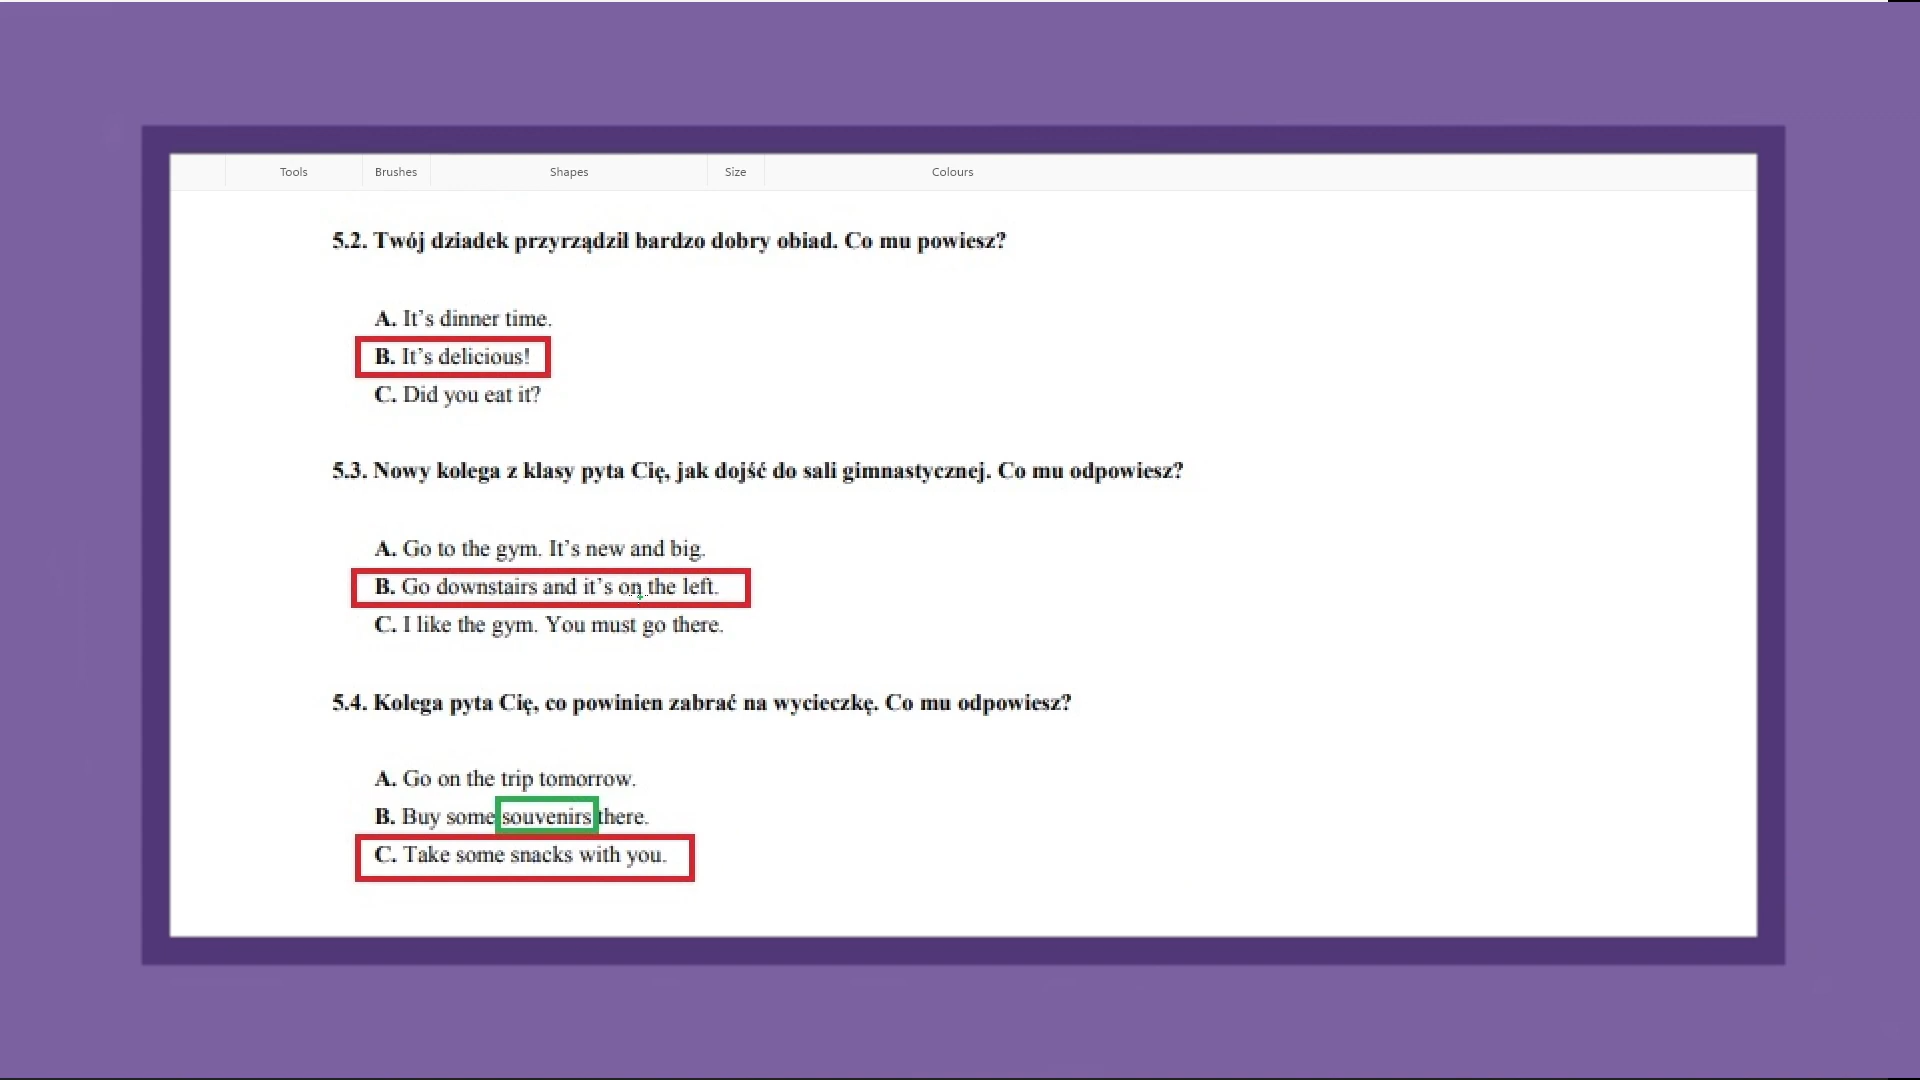 Tools Brushes Shapes Size Colours
5.2. Twój dziadek przyrządził bardzo dobry obiad. Co mu powiesz?
A. It’s dinner time.
B. It’s delicious!
C. Did you eat it?
5.3. Nowy kolega z klasy pyta Cię, jak dojść do sali gimnastycznej. Co mu odpowiesz?
A. Go to the gym. It’s new and big.
B. Go downstairs and it’s on the left.
C. I like the gym. You must go there.
5.4. Kolega pyta Cię, co powinien zabrać na wycieczkę. Co mu odpowiesz?
A. Go on the trip tomorrow.
B. Buy some souvenirs there.
C. Take some snacks with you.